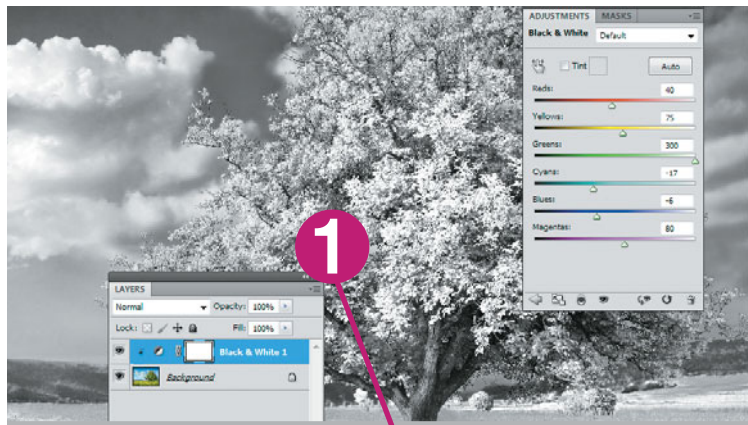 ADJUSTMENTS MASKS
Black & White Default
Tint Auto
Reds: 40
Yellows: 75
Greens: 300
Cyans: -17
Blues: -6
Magentas: 80
1
LAYERS
Normal Opacity: 100%
Lock: Fill: 100%
Black & White 1
Background